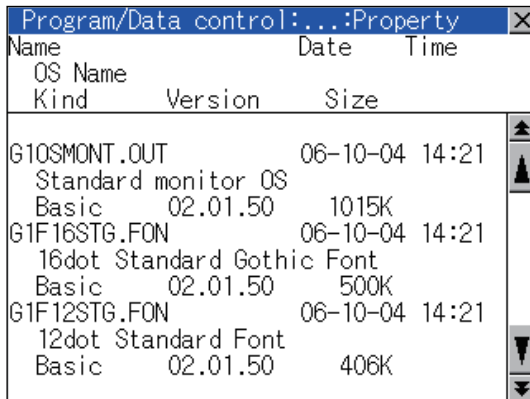 Program/Data control:...:Property
Name Date Time
OS Name
Kind Version Size
G1OSMONT.OUT 06-10-04 14:21
Standard monitor OS
Basic 02.01.50 1015K
G1F16STG.FON 06-10-04 14:21
16dot Standard Gothic Font
Basic 02.01.50 500K
G1F12STG.FON 06-10-04 14:21
12dot Standard Font
Basic 02.01.50 406K